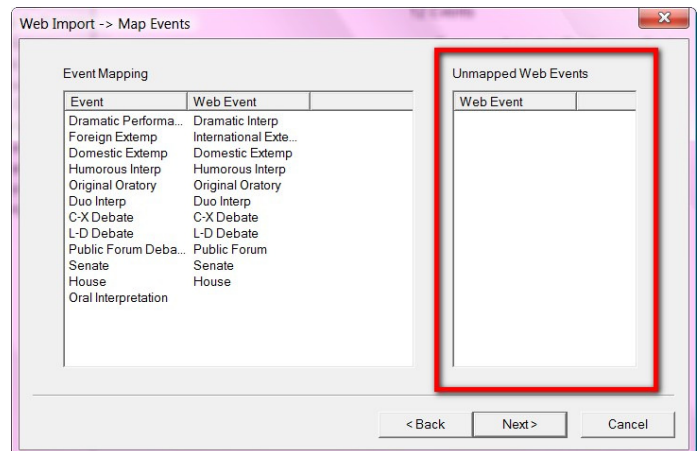 Web Import -> Map Events
Event Mapping
Unmapped Web Events
Event Web Event
Web Event
Dramatic Performa... Dramatic Interp
Foreign Extemp International Exte...
Domestic Extemp Domestic Extemp
Humorous Interp Humorous Interp
Original Oratory Original Oratory
Duo Interp Duo Interp
C-X Debate C-X Debate
L-D Debate L-D Debate
Public Forum Deba... Public Forum
Senate Senate
House House
Oral Interpretation
< Back Next > Cancel